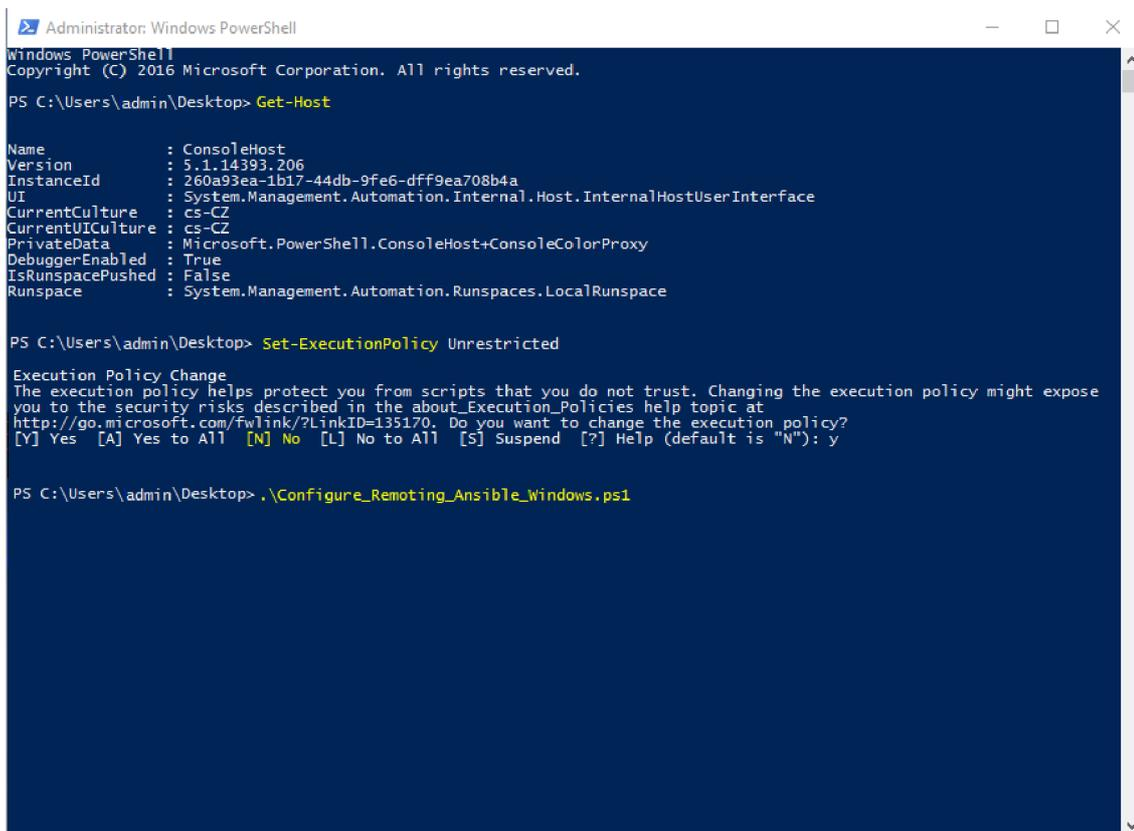 Administrator: Windows PowerShell
Windows PowerShell
Copyright (C) 2016 Microsoft Corporation. All rights reserved.
PS C:\Users\admin\Desktop> Get-Host
Name              : ConsoleHost
Version           : 5.1.14393.206
InstanceId        : 260a93ea-1b17-44db-9fe6-dff9ea708b4a
UI                : System.Management.Automation.Internal.Host.InternalHostUserInterface
CurrentCulture    : cs-CZ
CurrentUICulture  : cs-CZ
PrivateData       : Microsoft.PowerShell.ConsoleHost+ConsoleColorProxy
DebuggerEnabled   : True
IsRunspacePushed  : False
Runspace          : System.Management.Automation.Runspaces.LocalRunspace
PS C:\Users\admin\Desktop> Set-ExecutionPolicy Unrestricted
Execution Policy Change
The execution policy helps protect you from scripts that you do not trust. Changing the execution policy might expose
you to the security risks described in the about_Execution_Policies help topic at
http://go.microsoft.com/fwlink/?LinkID=135170. Do you want to change the execution policy?
[Y] Yes  [A] Yes to All  [N] No  [L] No to All  [S] Suspend  [?] Help (default is "N"): y
PS C:\Users\admin\Desktop> .\Configure_Remoting_Ansible_Windows.ps1